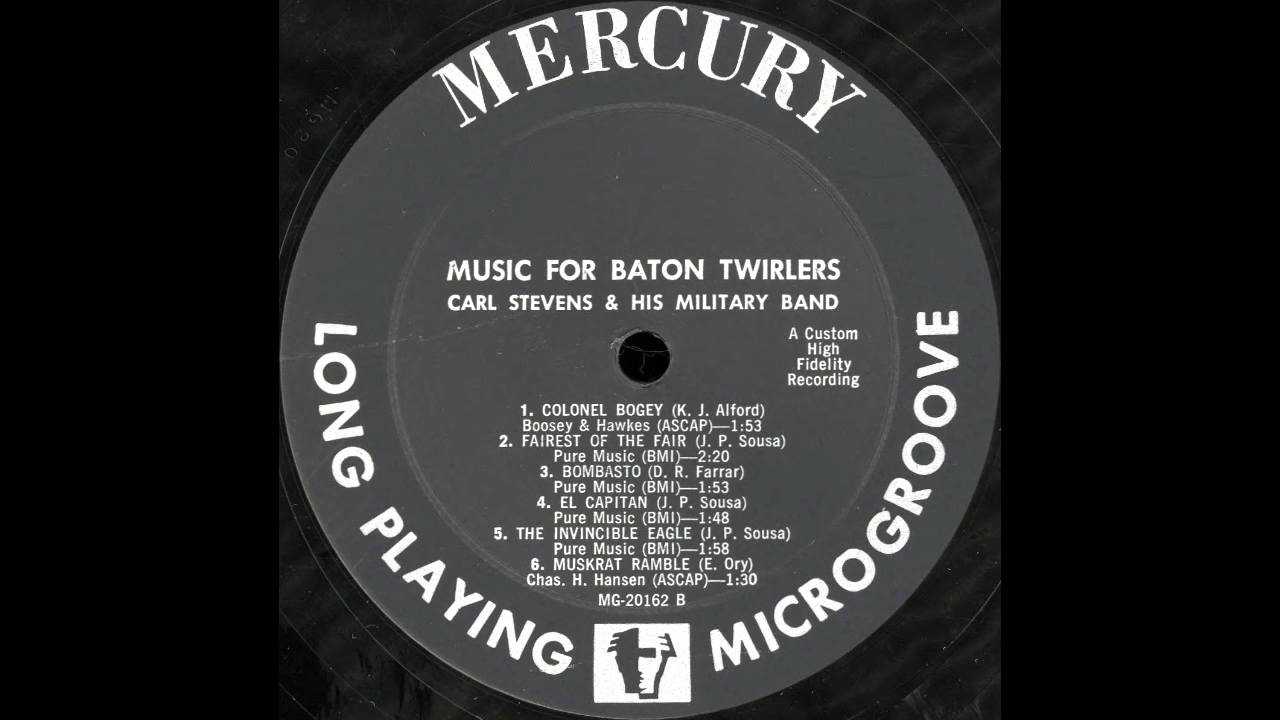 MERCURY
MUSIC FOR BATON TWIRLERS
CARL STEVENS & HIS MILITARY BAND
A Custom
High
Fidelity
Recording
1. COLONEL BOGEY (K. J. Alford)
Boosey & Hawkes (ASCAP)—1:53
2. FAIREST OF THE FAIR (J. P. Sousa)
Pure Music (BMI)—2:20
3. BOMBASTO (D. R. Farrar)
Pure Music (BMI)—1:53
4. EL CAPITAN (J. P. Sousa)
Pure Music (BMI)—1:48
5. THE INVINCIBLE EAGLE (J. P. Sousa)
Pure Music (BMI)—1:58
6. MUSKRAT RAMBLE (E. Ory)
Chas. H. Hansen (ASCAP)—1:30
MG-20162 B
LONG PLAYING MICROGROOVE